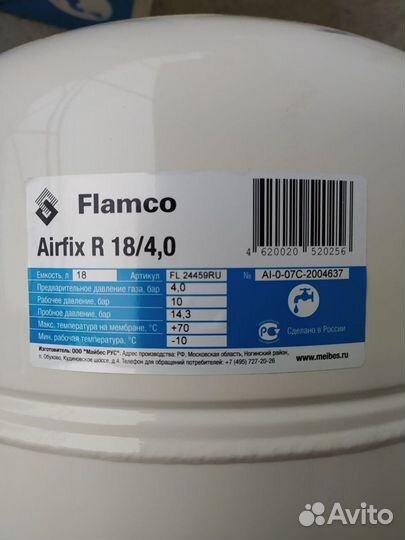 Flamco
Airfix R 18/4,0
4 620020 520256
Емкость, л 18 Артикул FL 24459RU № AI-0-07C-2004637
Предварительное давление газа, бар 4,0
Рабочее давление, бар 10
Пробное давление, бар 14,3
Макс. температура на мембране, °С +70
Мин. рабочая температура, °С -10
РСТ Сделано в России
Изготовитель: ООО "Майбес РУС". Адрес производства: РФ, Московская область, Ногинский район,
п. Обухово, Кудиновское шоссе, д.4. Телефон для обращений потребителей: +7 (495) 727-20-26
www.meibes.ru
Avito